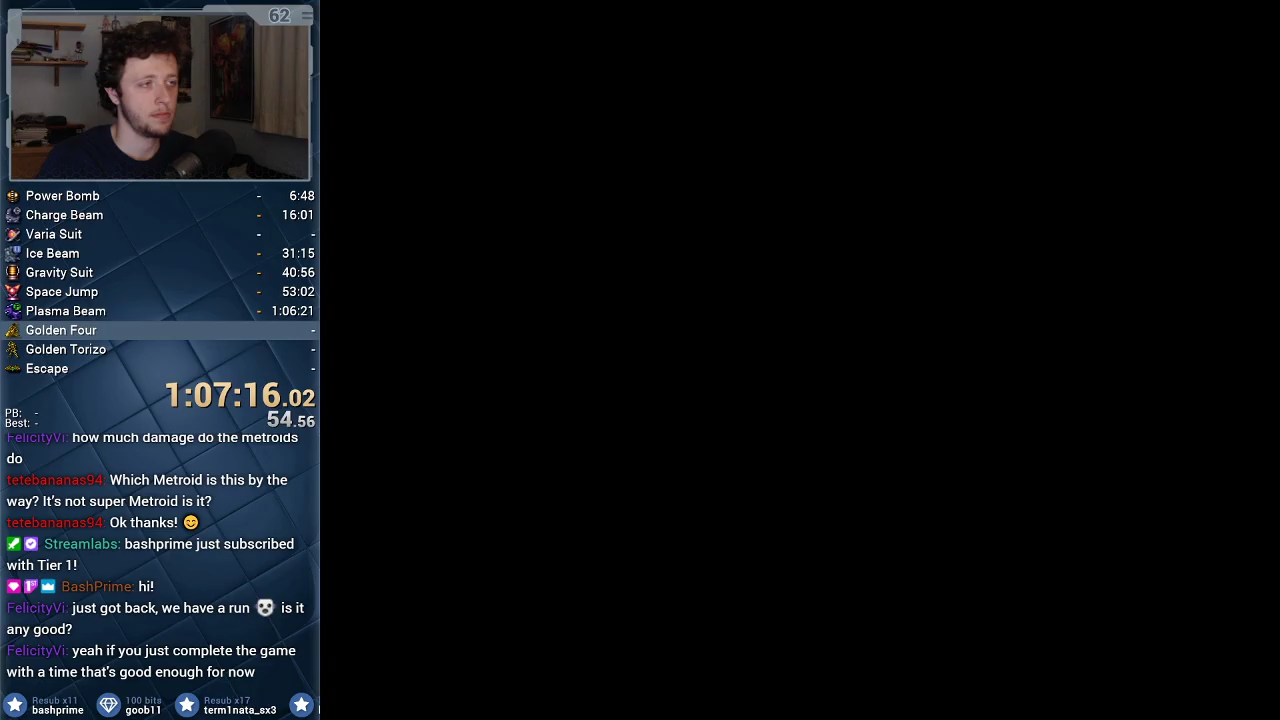 62
Power Bomb - 6:48
Charge Beam - 16:01
Varia Suit - -
Ice Beam - 31:15
Gravity Suit - 40:56
Space Jump - 53:02
Plasma Beam - 1:06:21
Golden Four -
Golden Torizo -
Escape -
1:07:16.02
PB: -
54.56
Best: -
FelicityVi: how much damage do the metroids
do
tetebananas94: Which Metroid is this by the
way? It's not super Metroid is it?
tetebananas94: Ok thanks! 😊
Streamlabs: bashprime just subscribed
with Tier 1!
BashPrime: hi!
FelicityVi: just got back, we have a run is it
any good?
FelicityVi: yeah if you just complete the game
with a time that's good enough for now
Resub x11
bashprime
100 bits
goob11
Resub x17
term1nata_sx3